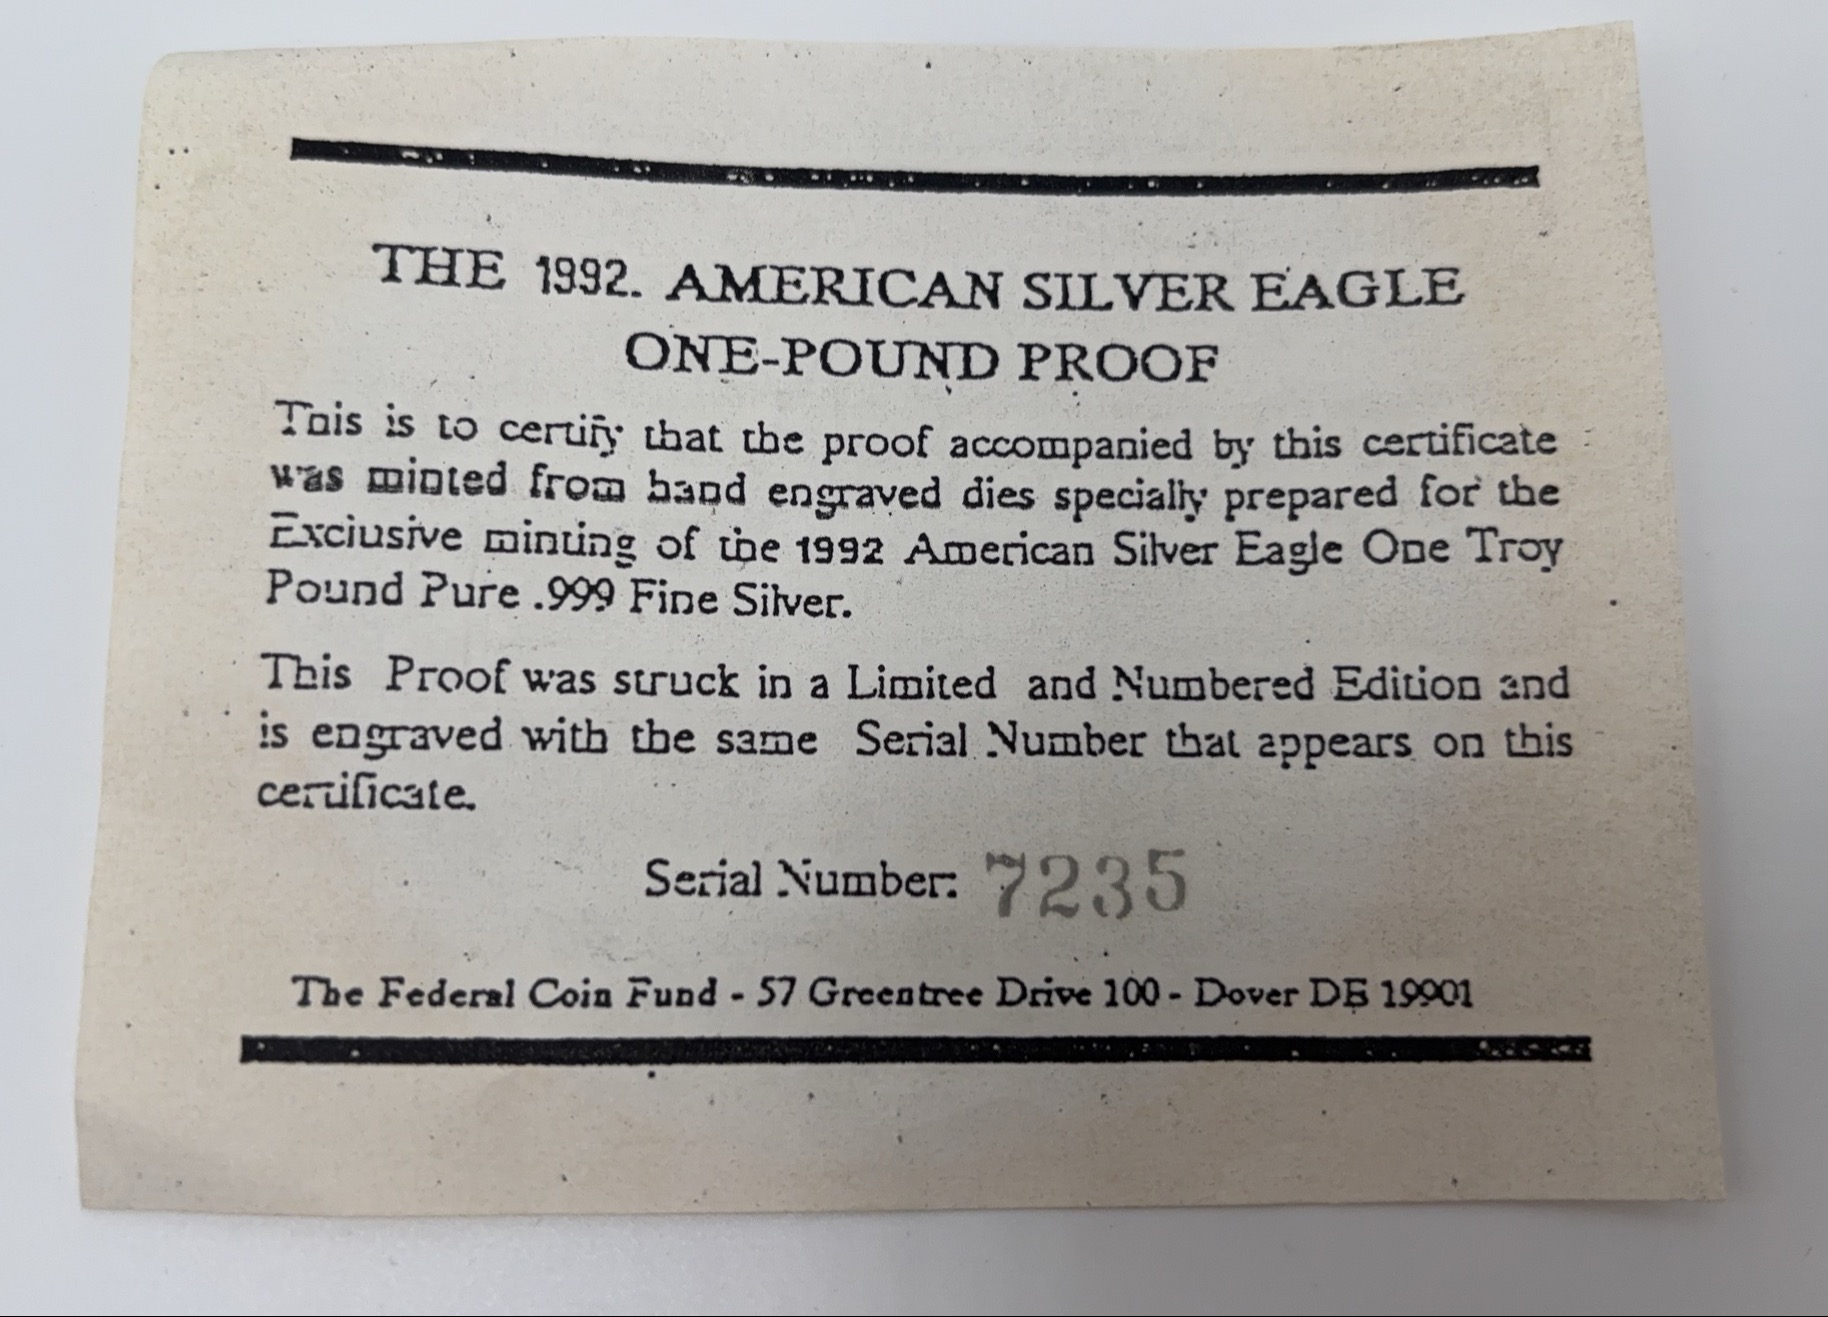 THE 1992. AMERICAN SILVER EAGLE
ONE-POUND PROOF
This is to certify that the proof accompanied by this certificate
was minted from hand engraved dies specially prepared for the
Exclusive minting of the 1992 American Silver Eagle One Troy
Pound Pure .999 Fine Silver.
This Proof was struck in a Limited and Numbered Edition and
is engraved with the same Serial Number that appears on this
certificate.
Serial Number: 7235
The Federal Coin Fund - 57 Greentree Drive 100 - Dover DE 19901